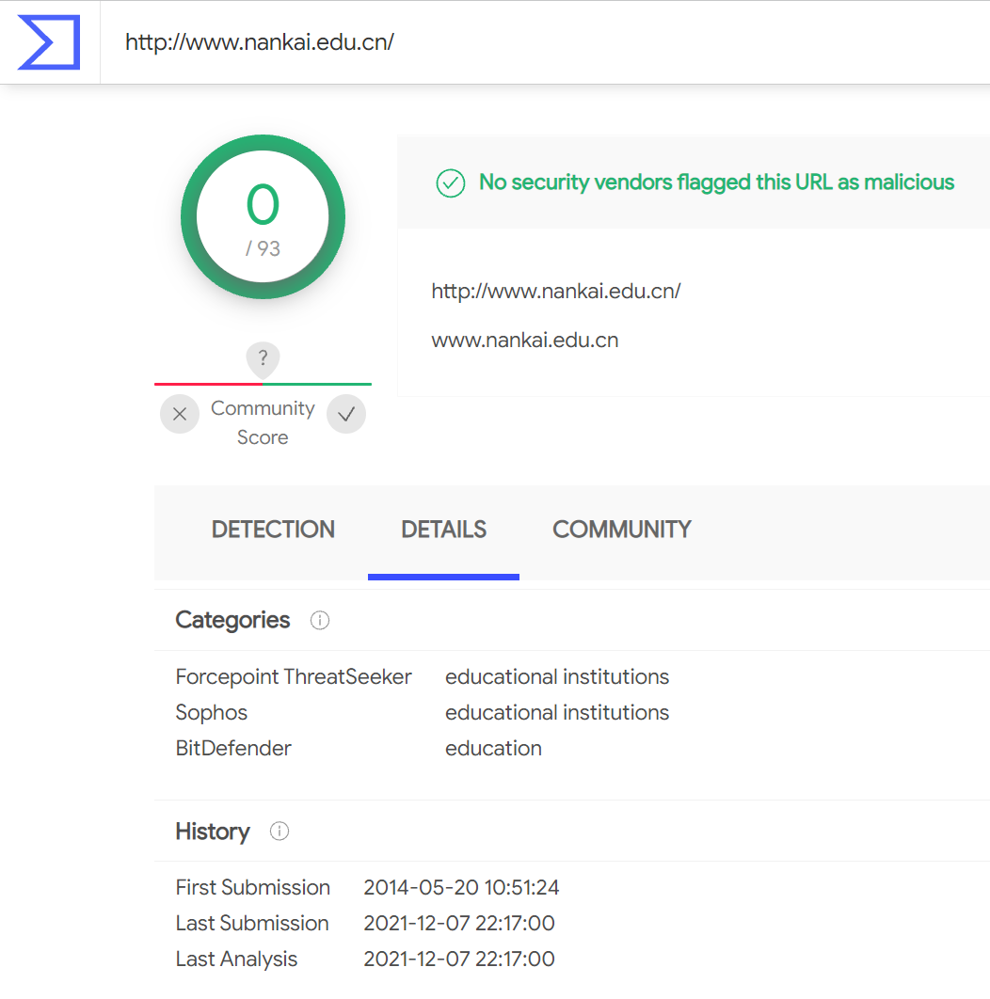 http://www.nankai.edu.cn/
0
/ 93
No security vendors flagged this URL as malicious
http://www.nankai.edu.cn/
www.nankai.edu.cn
?
Community
Score
DETECTION DETAILS COMMUNITY
Categories
Forcepoint ThreatSeeker educational institutions
Sophos educational institutions
BitDefender education
History
First Submission 2014-05-20 10:51:24
Last Submission 2021-12-07 22:17:00
Last Analysis 2021-12-07 22:17:00